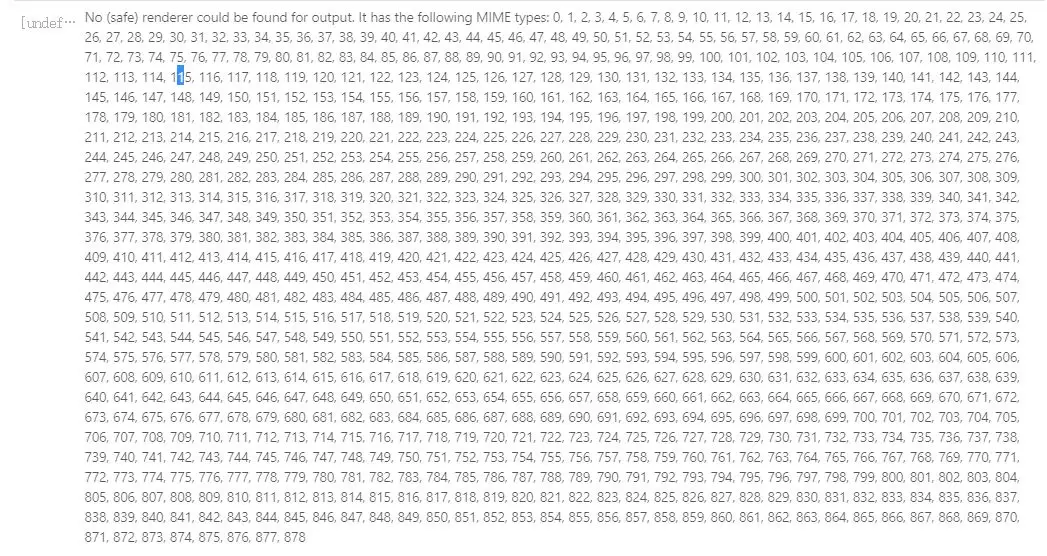 [undef… No (safe) renderer could be found for output. It has the following MIME types: 0, 1, 2, 3, 4, 5, 6, 7, 8, 9, 10, 11, 12, 13, 14, 15, 16, 17, 18, 19, 20, 21, 22, 23, 24, 25,
26, 27, 28, 29, 30, 31, 32, 33, 34, 35, 36, 37, 38, 39, 40, 41, 42, 43, 44, 45, 46, 47, 48, 49, 50, 51, 52, 53, 54, 55, 56, 57, 58, 59, 60, 61, 62, 63, 64, 65, 66, 67, 68, 69, 70,
71, 72, 73, 74, 75, 76, 77, 78, 79, 80, 81, 82, 83, 84, 85, 86, 87, 88, 89, 90, 91, 92, 93, 94, 95, 96, 97, 98, 99, 100, 101, 102, 103, 104, 105, 106, 107, 108, 109, 110, 111,
112, 113, 114, 115, 116, 117, 118, 119, 120, 121, 122, 123, 124, 125, 126, 127, 128, 129, 130, 131, 132, 133, 134, 135, 136, 137, 138, 139, 140, 141, 142, 143, 144,
145, 146, 147, 148, 149, 150, 151, 152, 153, 154, 155, 156, 157, 158, 159, 160, 161, 162, 163, 164, 165, 166, 167, 168, 169, 170, 171, 172, 173, 174, 175, 176, 177,
178, 179, 180, 181, 182, 183, 184, 185, 186, 187, 188, 189, 190, 191, 192, 193, 194, 195, 196, 197, 198, 199, 200, 201, 202, 203, 204, 205, 206, 207, 208, 209, 210,
211, 212, 213, 214, 215, 216, 217, 218, 219, 220, 221, 222, 223, 224, 225, 226, 227, 228, 229, 230, 231, 232, 233, 234, 235, 236, 237, 238, 239, 240, 241, 242, 243,
244, 245, 246, 247, 248, 249, 250, 251, 252, 253, 254, 255, 256, 257, 258, 259, 260, 261, 262, 263, 264, 265, 266, 267, 268, 269, 270, 271, 272, 273, 274, 275, 276,
277, 278, 279, 280, 281, 282, 283, 284, 285, 286, 287, 288, 289, 290, 291, 292, 293, 294, 295, 296, 297, 298, 299, 300, 301, 302, 303, 304, 305, 306, 307, 308, 309,
310, 311, 312, 313, 314, 315, 316, 317, 318, 319, 320, 321, 322, 323, 324, 325, 326, 327, 328, 329, 330, 331, 332, 333, 334, 335, 336, 337, 338, 339, 340, 341, 342,
343, 344, 345, 346, 347, 348, 349, 350, 351, 352, 353, 354, 355, 356, 357, 358, 359, 360, 361, 362, 363, 364, 365, 366, 367, 368, 369, 370, 371, 372, 373, 374, 375,
376, 377, 378, 379, 380, 381, 382, 383, 384, 385, 386, 387, 388, 389, 390, 391, 392, 393, 394, 395, 396, 397, 398, 399, 400, 401, 402, 403, 404, 405, 406, 407, 408,
409, 410, 411, 412, 413, 414, 415, 416, 417, 418, 419, 420, 421, 422, 423, 424, 425, 426, 427, 428, 429, 430, 431, 432, 433, 434, 435, 436, 437, 438, 439, 440, 441,
442, 443, 444, 445, 446, 447, 448, 449, 450, 451, 452, 453, 454, 455, 456, 457, 458, 459, 460, 461, 462, 463, 464, 465, 466, 467, 468, 469, 470, 471, 472, 473, 474,
475, 476, 477, 478, 479, 480, 481, 482, 483, 484, 485, 486, 487, 488, 489, 490, 491, 492, 493, 494, 495, 496, 497, 498, 499, 500, 501, 502, 503, 504, 505, 506, 507,
508, 509, 510, 511, 512, 513, 514, 515, 516, 517, 518, 519, 520, 521, 522, 523, 524, 525, 526, 527, 528, 529, 530, 531, 532, 533, 534, 535, 536, 537, 538, 539, 540,
541, 542, 543, 544, 545, 546, 547, 548, 549, 550, 551, 552, 553, 554, 555, 556, 557, 558, 559, 560, 561, 562, 563, 564, 565, 566, 567, 568, 569, 570, 571, 572, 573,
574, 575, 576, 577, 578, 579, 580, 581, 582, 583, 584, 585, 586, 587, 588, 589, 590, 591, 592, 593, 594, 595, 596, 597, 598, 599, 600, 601, 602, 603, 604, 605, 606,
607, 608, 609, 610, 611, 612, 613, 614, 615, 616, 617, 618, 619, 620, 621, 622, 623, 624, 625, 626, 627, 628, 629, 630, 631, 632, 633, 634, 635, 636, 637, 638, 639,
640, 641, 642, 643, 644, 645, 646, 647, 648, 649, 650, 651, 652, 653, 654, 655, 656, 657, 658, 659, 660, 661, 662, 663, 664, 665, 666, 667, 668, 669, 670, 671, 672,
673, 674, 675, 676, 677, 678, 679, 680, 681, 682, 683, 684, 685, 686, 687, 688, 689, 690, 691, 692, 693, 694, 695, 696, 697, 698, 699, 700, 701, 702, 703, 704, 705,
706, 707, 708, 709, 710, 711, 712, 713, 714, 715, 716, 717, 718, 719, 720, 721, 722, 723, 724, 725, 726, 727, 728, 729, 730, 731, 732, 733, 734, 735, 736, 737, 738,
739, 740, 741, 742, 743, 744, 745, 746, 747, 748, 749, 750, 751, 752, 753, 754, 755, 756, 757, 758, 759, 760, 761, 762, 763, 764, 765, 766, 767, 768, 769, 770, 771,
772, 773, 774, 775, 776, 777, 778, 779, 780, 781, 782, 783, 784, 785, 786, 787, 788, 789, 790, 791, 792, 793, 794, 795, 796, 797, 798, 799, 800, 801, 802, 803, 804,
805, 806, 807, 808, 809, 810, 811, 812, 813, 814, 815, 816, 817, 818, 819, 820, 821, 822, 823, 824, 825, 826, 827, 828, 829, 830, 831, 832, 833, 834, 835, 836, 837,
838, 839, 840, 841, 842, 843, 844, 845, 846, 847, 848, 849, 850, 851, 852, 853, 854, 855, 856, 857, 858, 859, 860, 861, 862, 863, 864, 865, 866, 867, 868, 869, 870,
871, 872, 873, 874, 875, 876, 877, 878